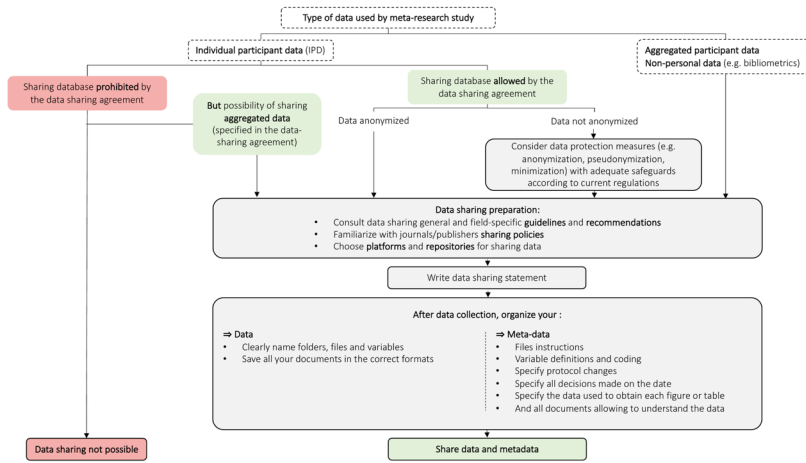 Type of data used by meta-research study
Individual participant data (IPD)
Aggregated participant data
Non-personal data (e.g. bibliometrics)
Sharing database prohibited by
the data sharing agreement
Sharing database allowed by the
data sharing agreement
But possibility of sharing
aggregated data
(specified in the data-
sharing agreement)
Data anonymized
Data not anonymized
Consider data protection measures (e.g.
anonymization, pseudonymization,
minimization) with adequate safeguards
according to current regulations
Data sharing preparation:
• Consult data sharing general and field-specific guidelines and recommendations
• Familiarize with journals/publishers sharing policies
• Choose platforms and repositories for sharing data
Write data sharing statement
After data collection, organize your :
⇒ Data
• Clearly name folders, files and variables
• Save all your documents in the correct formats
⇒ Meta-data
• Files instructions
• Variable definitions and coding
• Specify protocol changes
• Specify all decisions made on the date
• Specify the data used to obtain each figure or table
• And all documents allowing to understand the data
Data sharing not possible
Share data and metadata